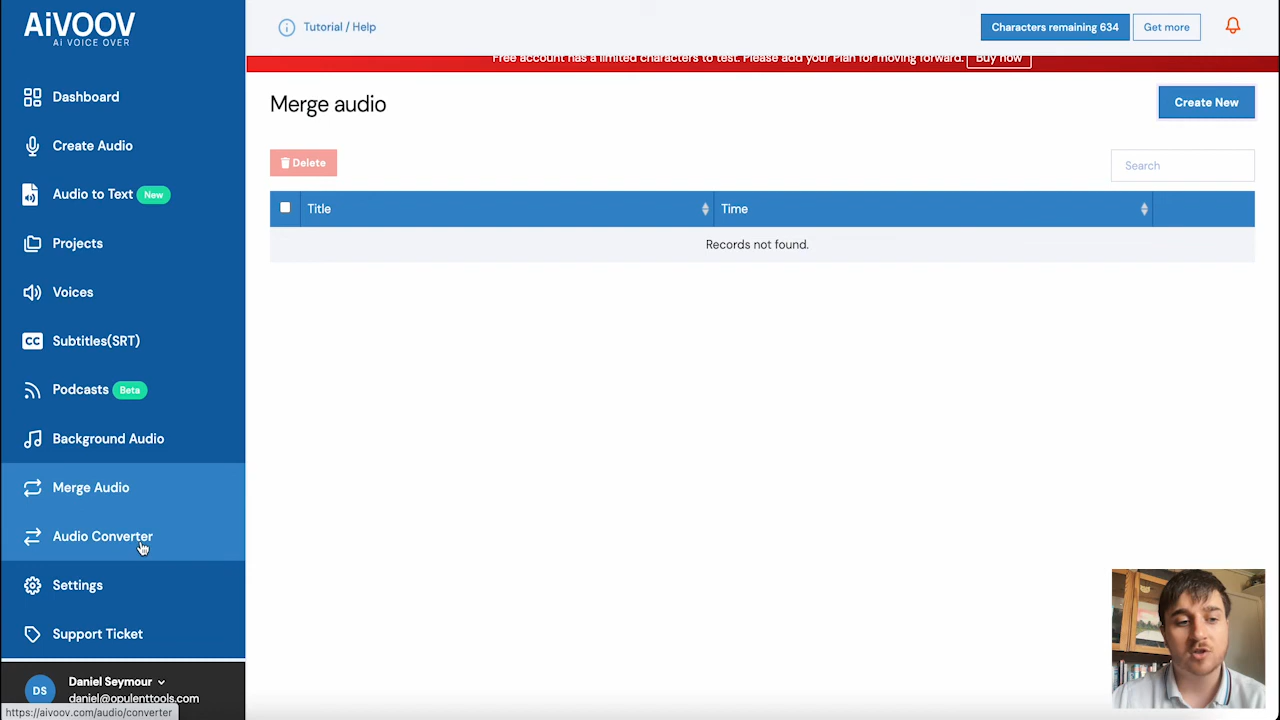 AiVOOV
Ai VOICE OVER
Tutorial / Help
Characters remaining 634
Get more
Free account has a limited characters to test. Please add your Plan for moving forward.
Buy now
Dashboard
Create Audio
Audio to Text New
Projects
Voices
CC Subtitles(SRT)
Podcasts Beta
Background Audio
Merge Audio
Audio Converter
Settings
Support Ticket
DS
Daniel Seymour
daniel@opulenttools.com
https://aivoov.com/audio/converter
Merge audio
Create New
Delete
Search
Title
Time
Records not found.